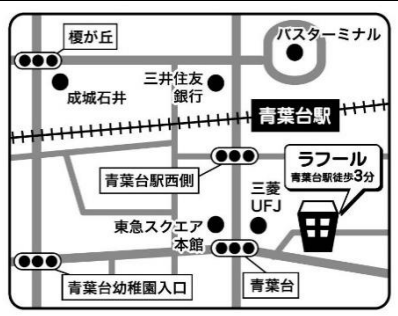 榎が丘
バスターミナル
成城石井
三井住友
銀行
青葉台駅
ラフール
青葉台駅徒歩3分
青葉台駅西側
三菱
UFJ
東急スクエア
本館
青葉台幼稚園入口
青葉台